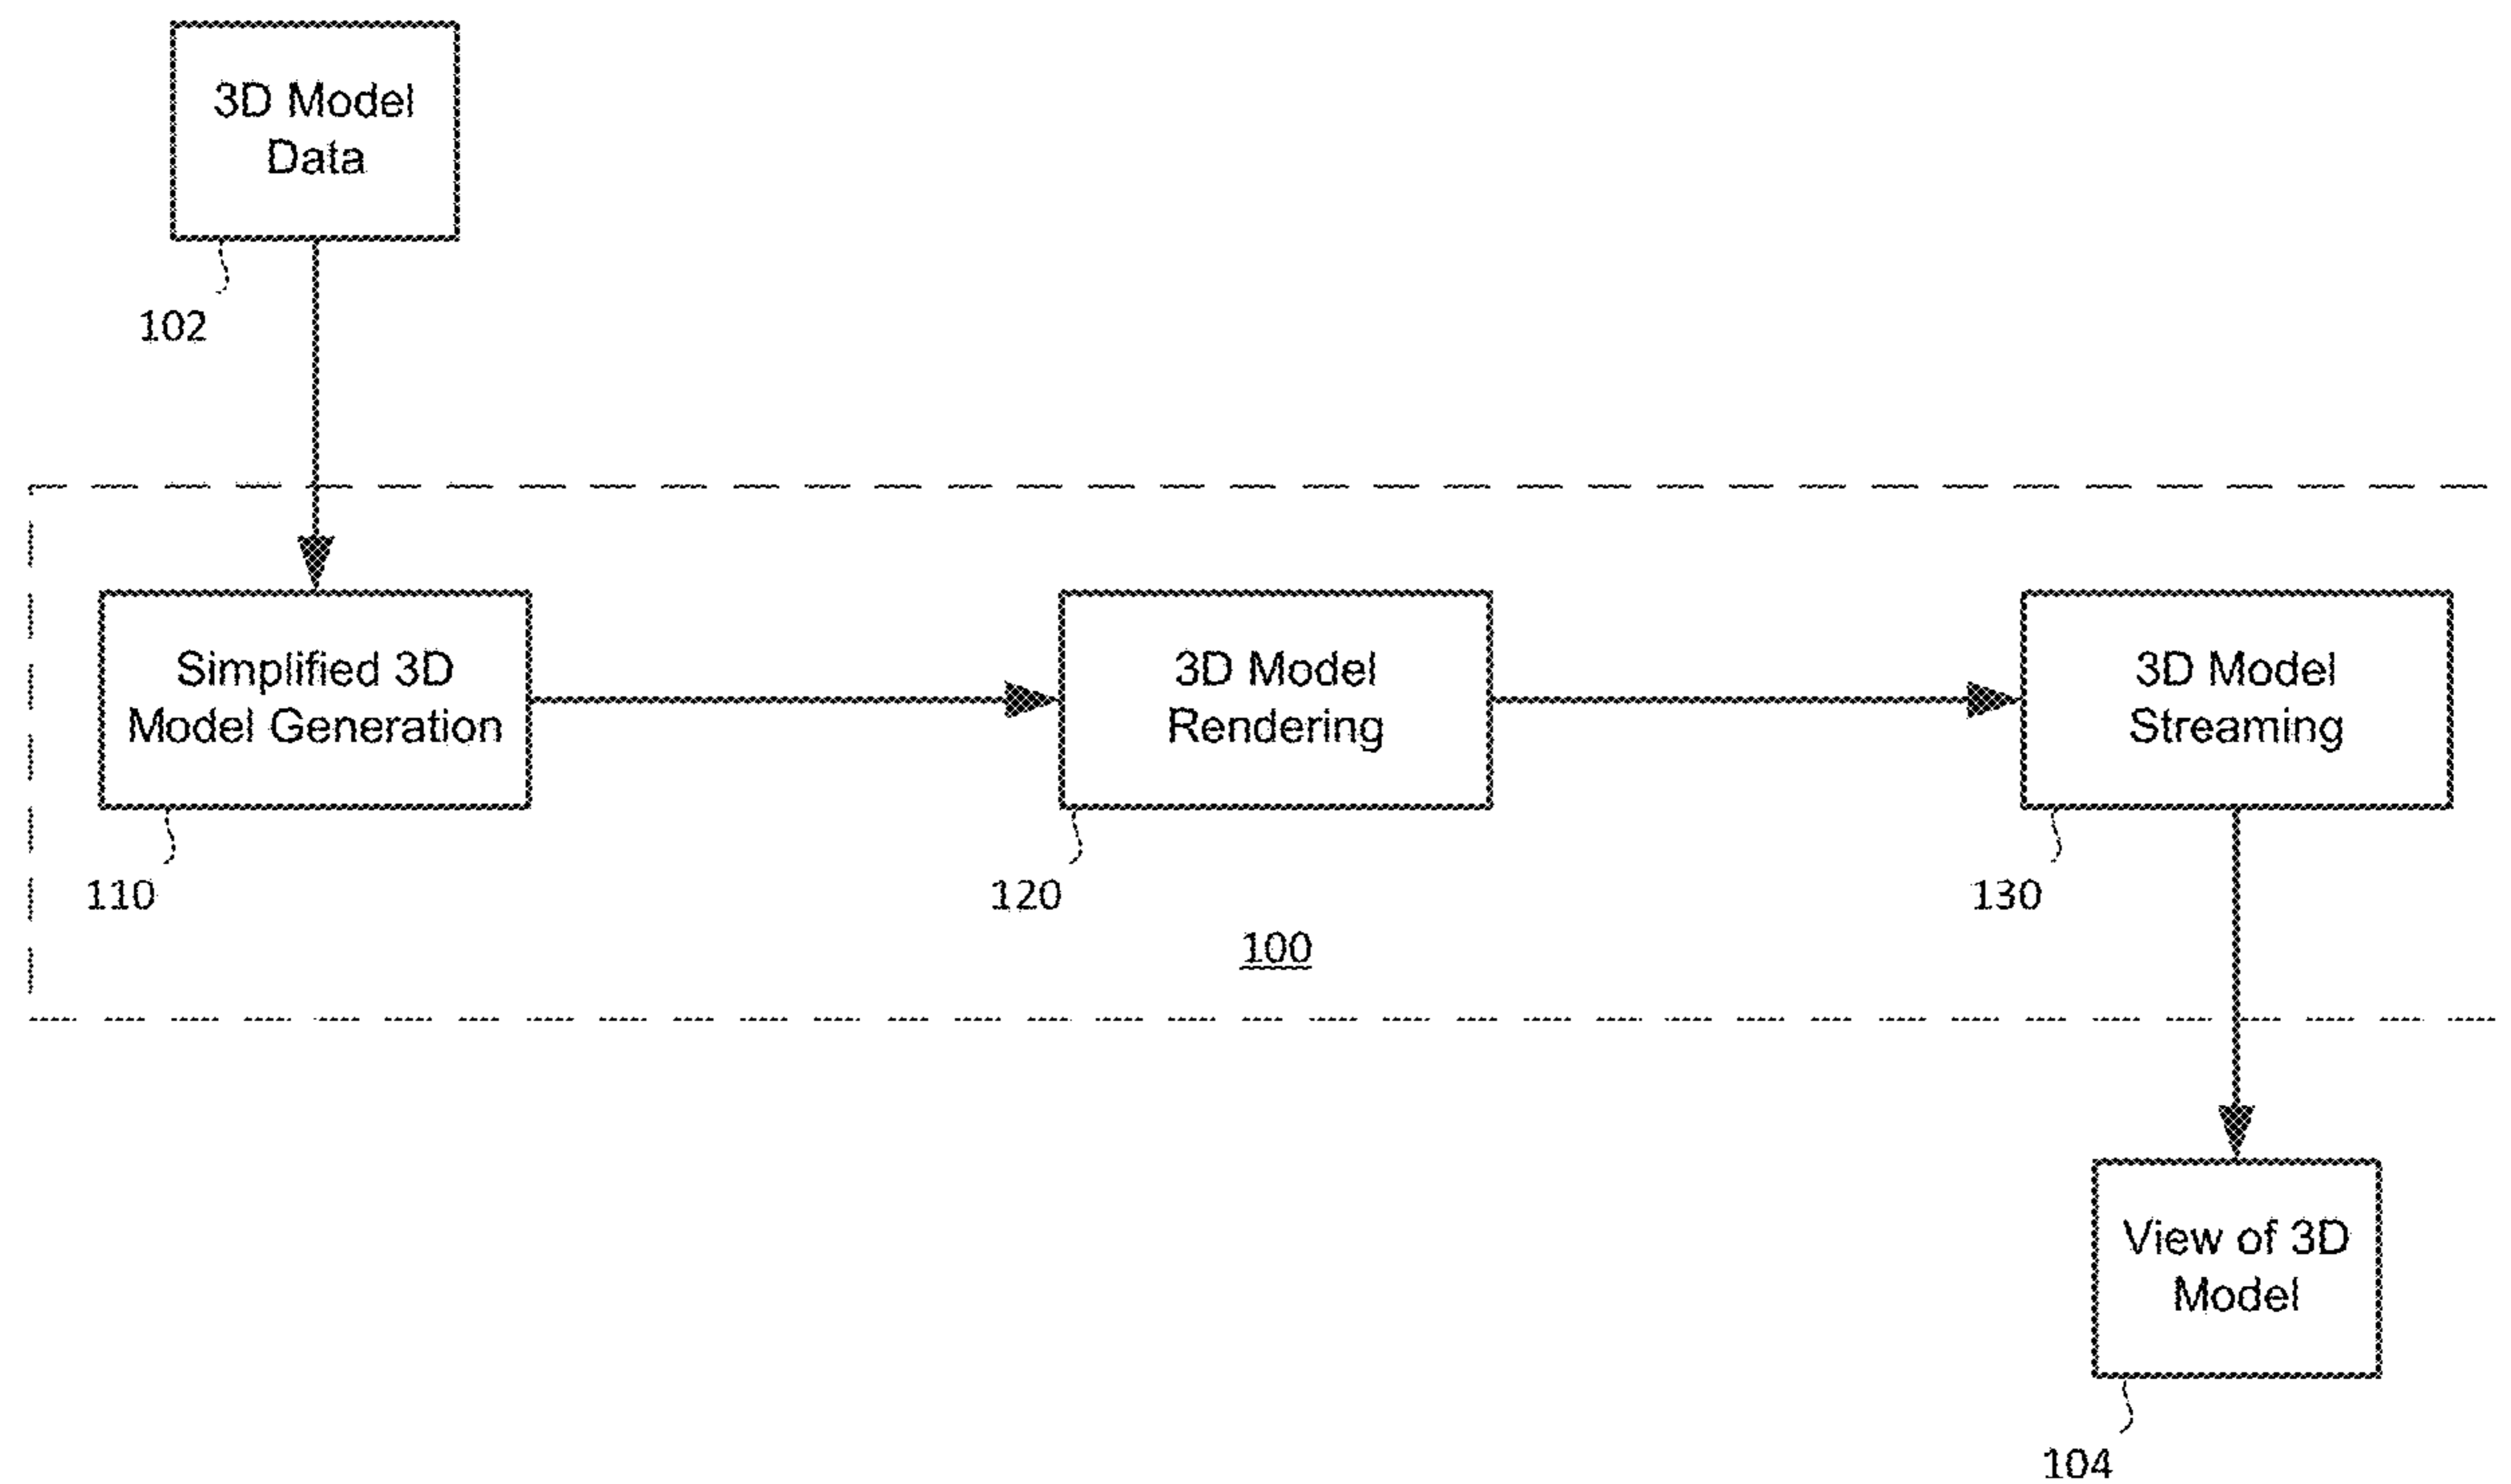 3D Model
Data
102
Simplified 3D
Model Generation
110
3D Model
Rendering
120
3D Model
Streaming
130
100
View of 3D
Model
104